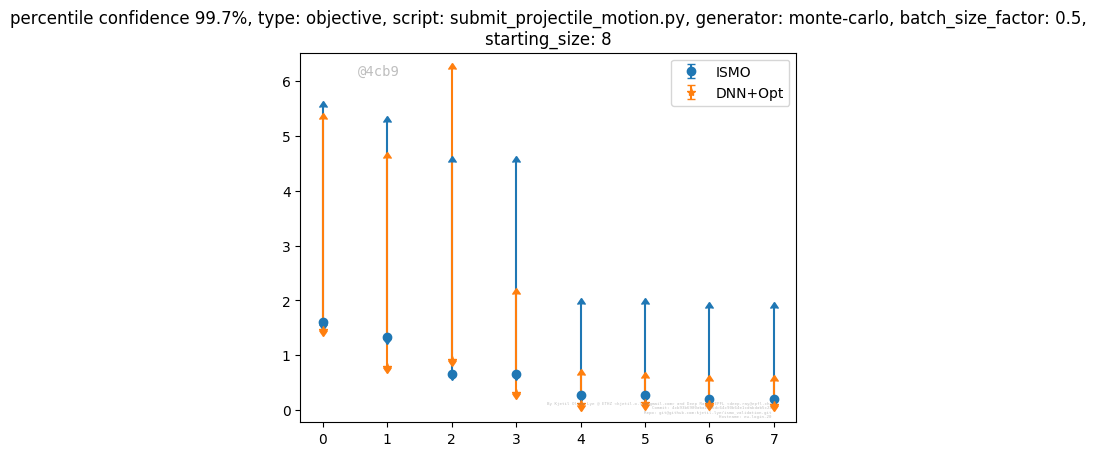 percentile confidence 99.7%, type: objective, script: submit_projectile_motion.py, generator: monte-carlo, batch_size_factor: 0.5,
starting_size: 8
@4cb9
ISMO
DNN+Opt
6
5
4
3
2
1
0
0 1 2 3 4 5 6 7